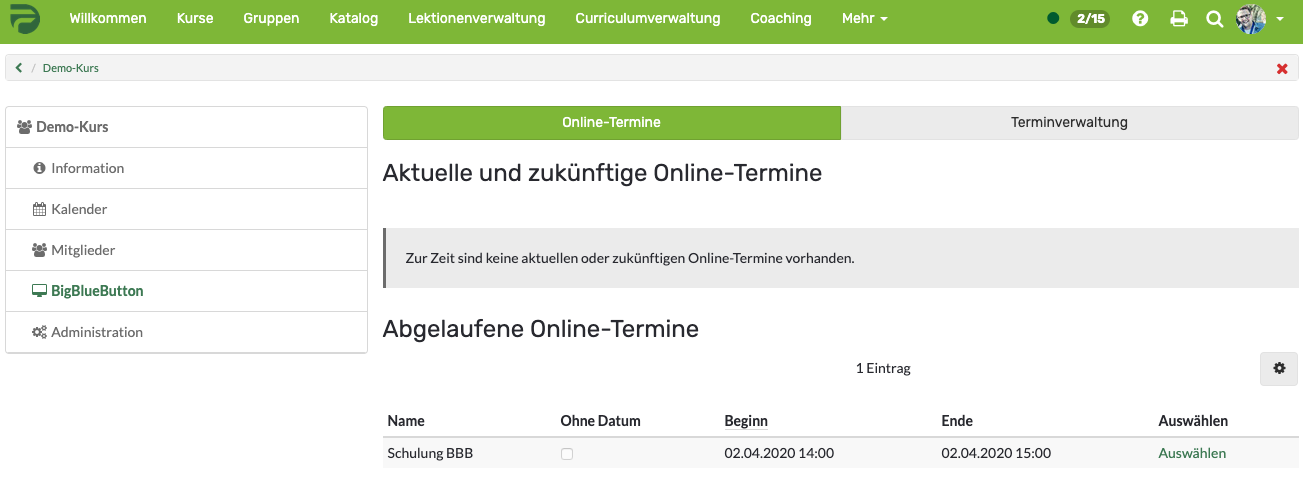 Willkommen Kurse Gruppen Katalog Lektionenverwaltung Curriculumverwaltung Coaching Mehr 2/15
/ Demo-Kurs
Demo-Kurs
Information
Kalender
Mitglieder
BigBlueButton
Administration
Online-Termine Terminverwaltung
Aktuelle und zukünftige Online-Termine
Zur Zeit sind keine aktuellen oder zukünftigen Online-Termine vorhanden.
Abgelaufene Online-Termine
1 Eintrag
Name Ohne Datum Beginn Ende Auswählen
Schulung BBB 02.04.2020 14:00 02.04.2020 15:00 Auswählen